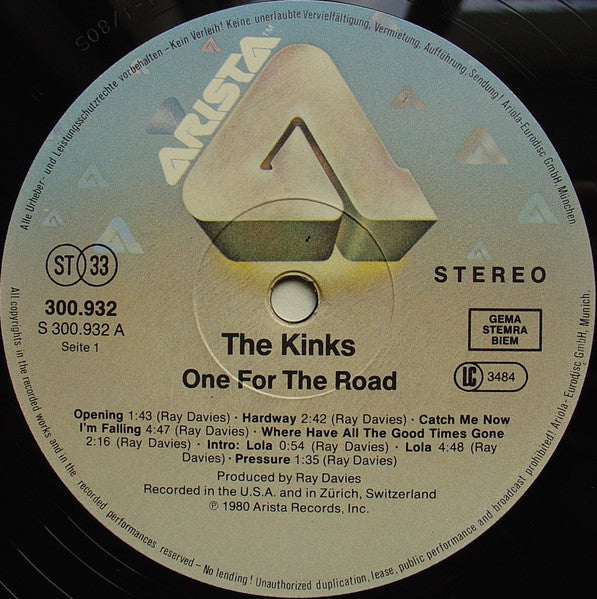 Alle Urheber- und Leistungsschutzrechte vorbehalten - Kein Verleih! Keine unerlaubte Vervielfältigung, Vermietung, Aufführung, Sendung! Ariola-Eurodisc GmbH, München.
ARISTA™
ST 33
STEREO
300.932
S 300.932 A
Seite 1
GEMA
STEMRA
BIEM
LC 3484
The Kinks
One For The Road
Opening 1:43 (Ray Davies) · Hardway 2:42 (Ray Davies) · Catch Me Now
I'm Falling 4:47 (Ray Davies) · Where Have All The Good Times Gone
2:16 (Ray Davies) · Intro: Lola 0:54 (Ray Davies) · Lola 4:48 (Ray
Davies) · Pressure 1:35 (Ray Davies)
Produced by Ray Davies
Recorded in the U.S.A. and in Zürich, Switzerland
℗ 1980 Arista Records, Inc.
All copyrights in the recorded works and in the recorded performances reserved – No lending! Unauthorized duplication, lease, public performance and broadcast prohibited! Ariola-Eurodisc GmbH, Munich.